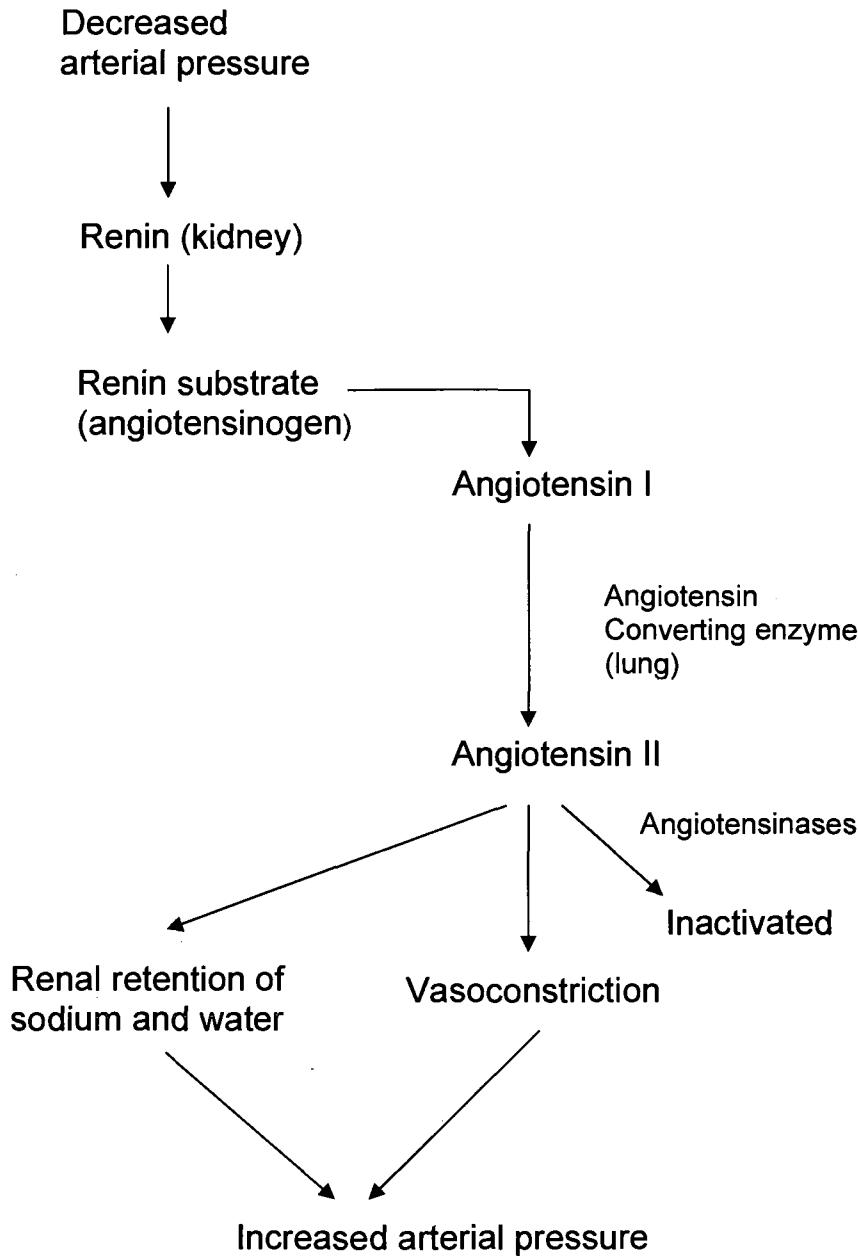 Decreased
arterial pressure
Renin (kidney)
Renin substrate
(angiotensinogen)
Angiotensin I
Angiotensin
Converting enzyme
(lung)
Angiotensin II
Angiotensinases
Inactivated
Renal retention of
sodium and water
Vasoconstriction
Increased arterial pressure